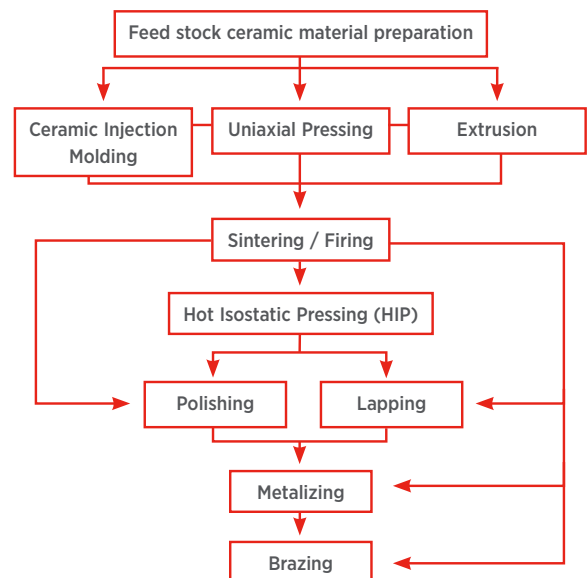 Feed stock ceramic material preparation
Ceramic Injection
Molding
Uniaxial Pressing
Extrusion
Sintering / Firing
Hot Isostatic Pressing (HIP)
Polishing
Lapping
Metalizing
Brazing